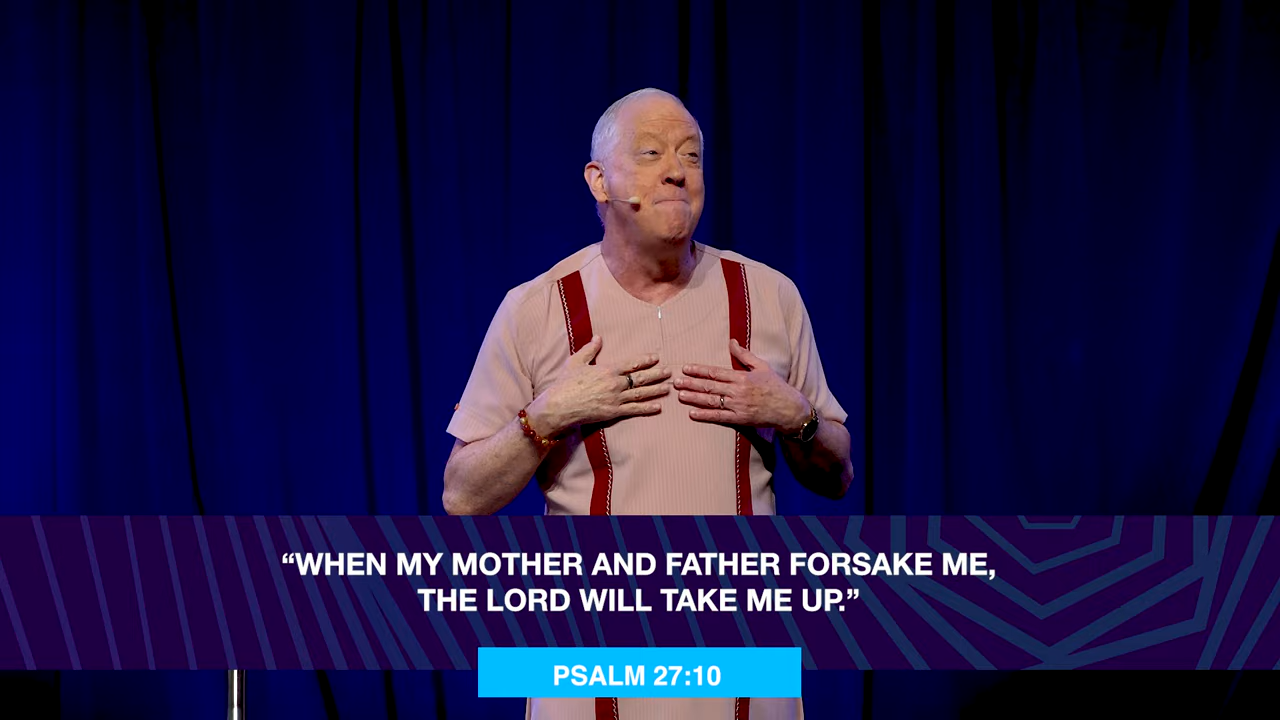 “WHEN MY MOTHER AND FATHER FORSAKE ME,
THE LORD WILL TAKE ME UP.”
PSALM 27:10